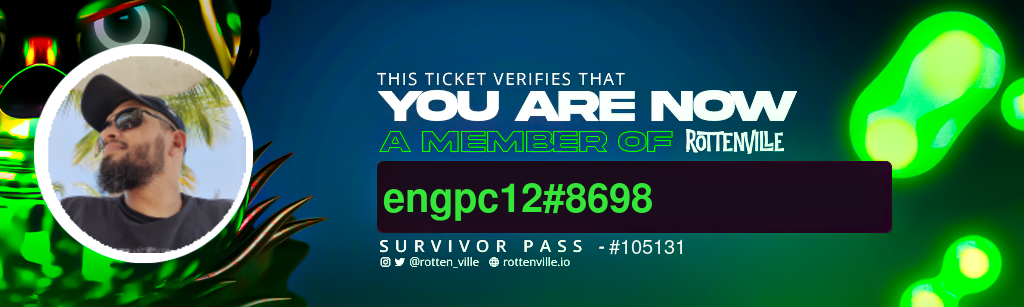 THIS TICKET VERIFIES THAT
YOU ARE NOW
A MEMBER OF ROTTENVILLE
engpc12#8698
SURVIVOR PASS - #105131
@rotten_ville rottenville.io